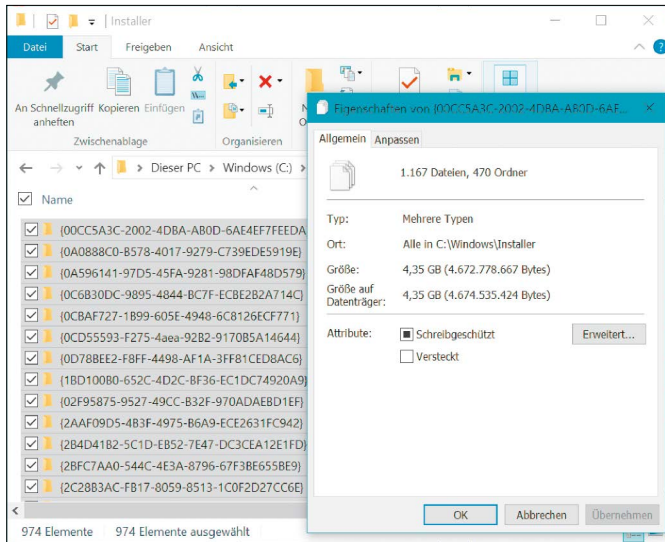 Installer
Datei Start Freigeben Ansicht
An Schnellzugriff anheften
Kopieren
Einfügen
Zwischenablage
Organisieren
Dieser PC > Windows (C:) >
Name
{00CC5A3C-2002-4DBA-AB0D-6AE4EF7FEEDA
{0A0888C0-B578-4017-9279-C739EDE5919E}
{0A596141-97D5-45FA-9281-98DFAF48D579}
{0C6B30DC-9895-4844-BC7F-ECBE2B2A714C}
{0CBAF727-1B99-605E-4948-6C8126ECF771}
{0CD55593-F275-4aea-92B2-9170B5A14644}
{0D78BEE2-F8FF-4498-AF1A-3FF81CED8AC6}
{1BD100B0-652C-4D2C-BF36-EC1DC74920A9}
{02F95875-9527-49CC-B32F-970ADAEBD1EF}
{2AAF09D5-4B3F-4975-B6A9-ECE2631FC942}
{2B4D41B2-5C1D-EB52-7E47-DC3CEA12E1FD}
{2BFC7AA0-544C-4E3A-8796-67F3BE655BE9}
{2C28B3AC-FB17-8059-8513-1C0F2D27CC6E}
974 Elemente 974 Elemente ausgewählt
Eigenschaften von {00CC5A3C-2002-4DBA-AB0D-6AE...
Allgemein Anpassen
1.167 Dateien, 470 Ordner
Typ: Mehrere Typen
Ort: Alle in C:\Windows\Installer
Größe: 4,35 GB (4.672.778.667 Bytes)
Größe auf
Datenträger: 4,35 GB (4.674.535.424 Bytes)
Attribute: Schreibgeschützt Erweitert...
Versteckt
OK Abbrechen Übernehmen